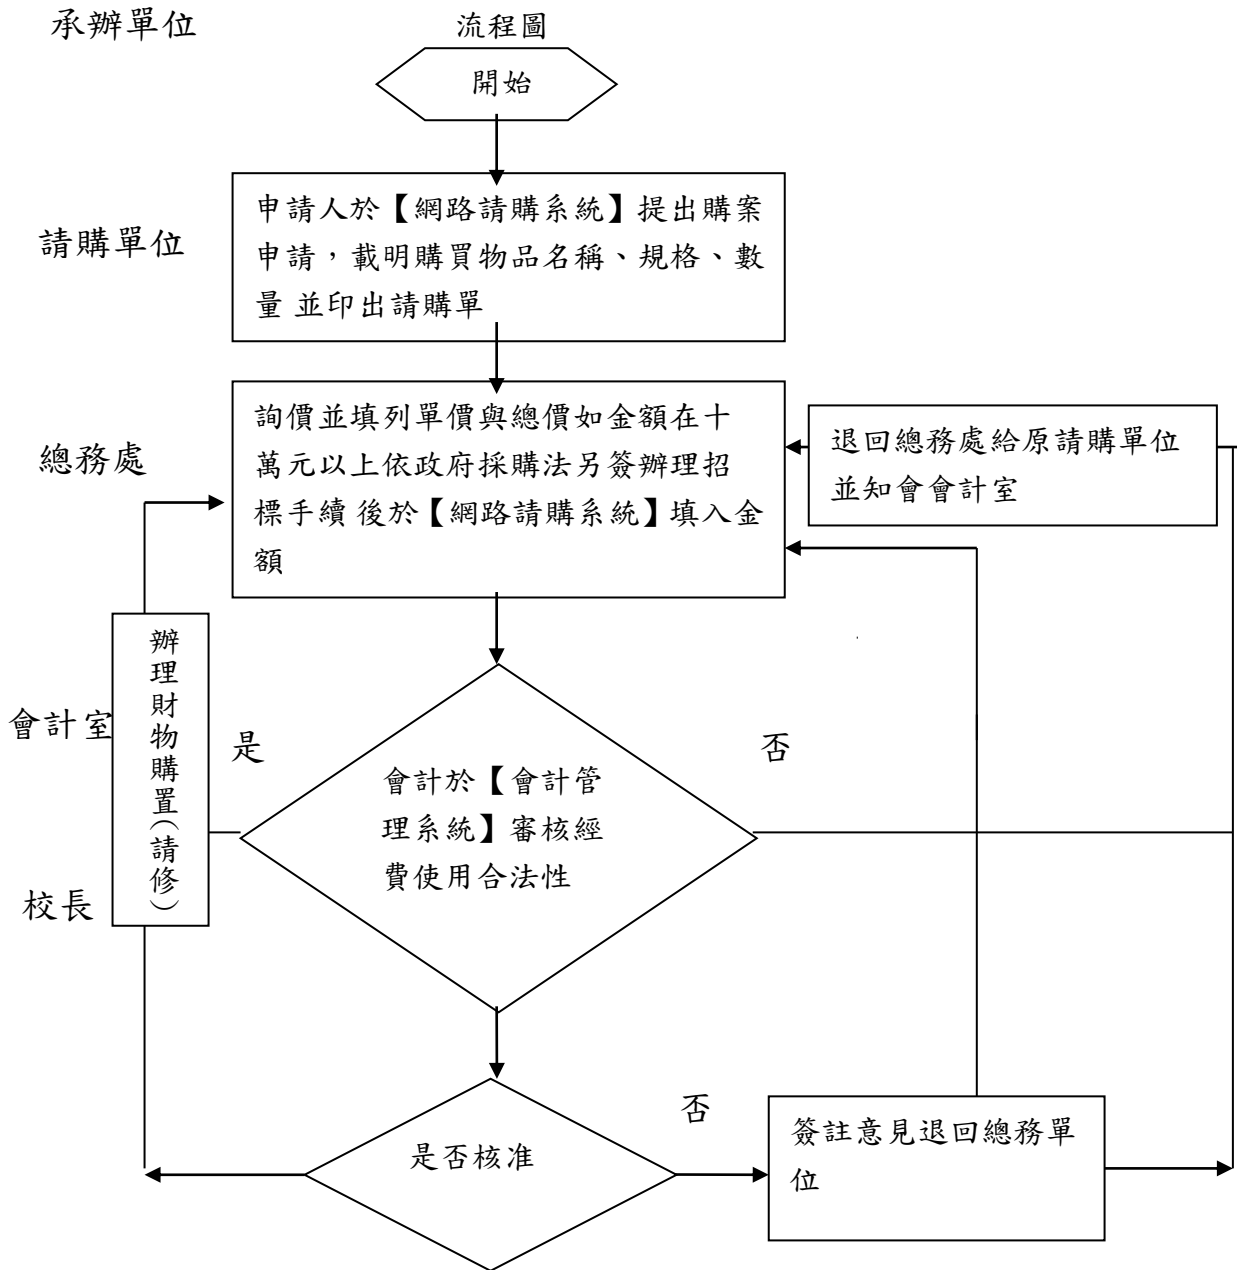 承辦單位
流程圖
開始
請購單位
申請人於【網路請購系統】提出購案
申請，載明購買物品名稱、規格、數
量 並印出請購單
總務處
詢價並填列單價與總價如金額在十
萬元以上依政府採購法另簽辦理招
標手續 後於【網路請購系統】填入金
額
退回總務處給原請購單位
並知會會計室
會計室
辦理財物購置(請修)
是
否
會計於【會計管
理系統】審核經
費使用合法性
校長
是否核准
否
簽註意見退回總務單
位